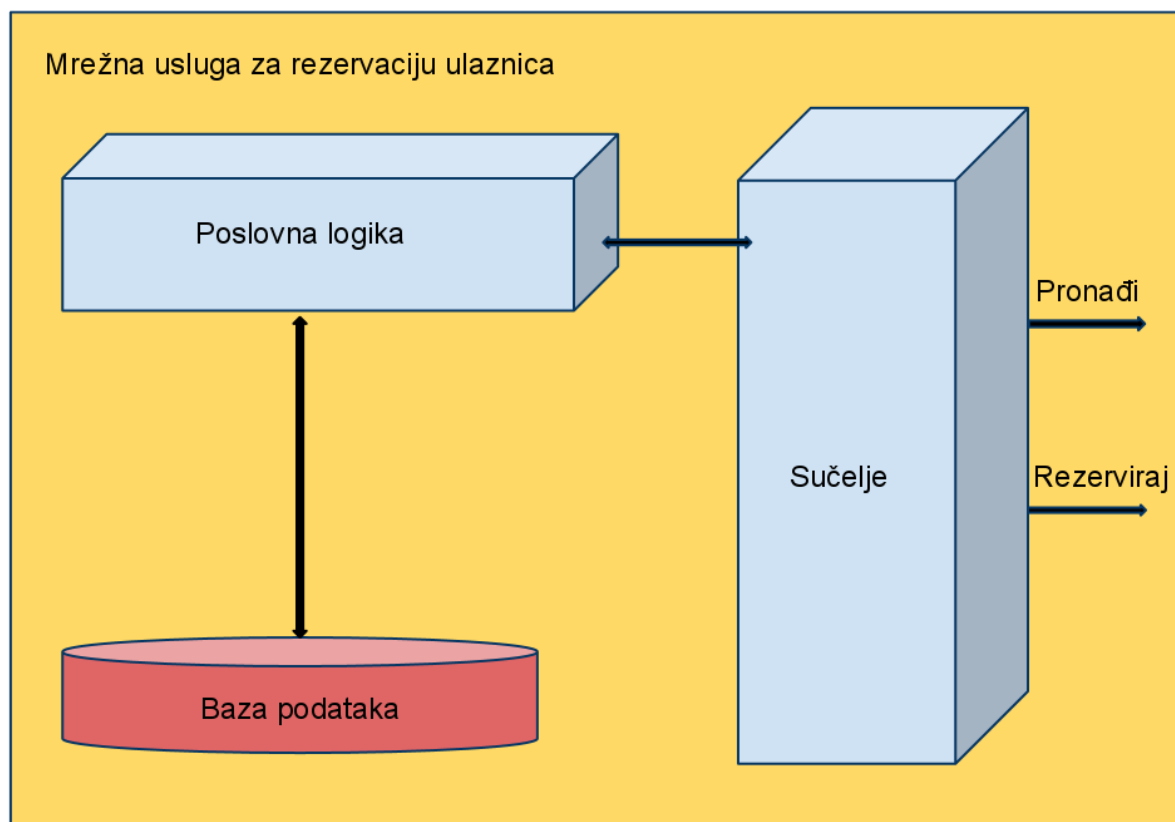 Mrežna usluga za rezervaciju ulaznica
Poslovna logika
Pronađi
Sučelje
Rezerviraj
Baza podataka